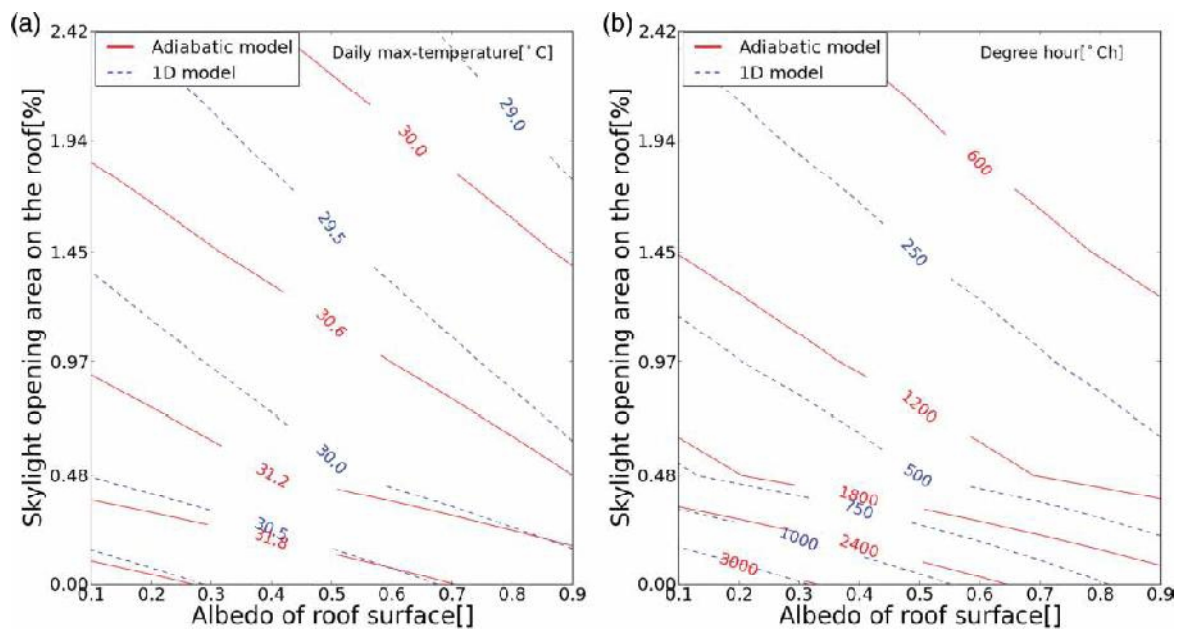 (a)
2.42
Adiabatic model
1D model
Daily max-temperature[°C]
29.0
30.0
1.94
29.5
1.45
30.6
0.97
30.0
31.2
0.48
30.5
31.8
0.00
0.1 0.2 0.3 0.4 0.5 0.6 0.7 0.8 0.9
Albedo of roof surface[]
Skylight opening area on the roof[%]
(b)
2.42
Adiabatic model
1D model
Degree hour[°Ch]
600
1.94
250
1.45
1200
0.97
500
0.48
1800
750
1000
2400
3000
0.00
0.1 0.2 0.3 0.4 0.5 0.6 0.7 0.8 0.9
Albedo of roof surface[]
Skylight opening area on the roof[%]